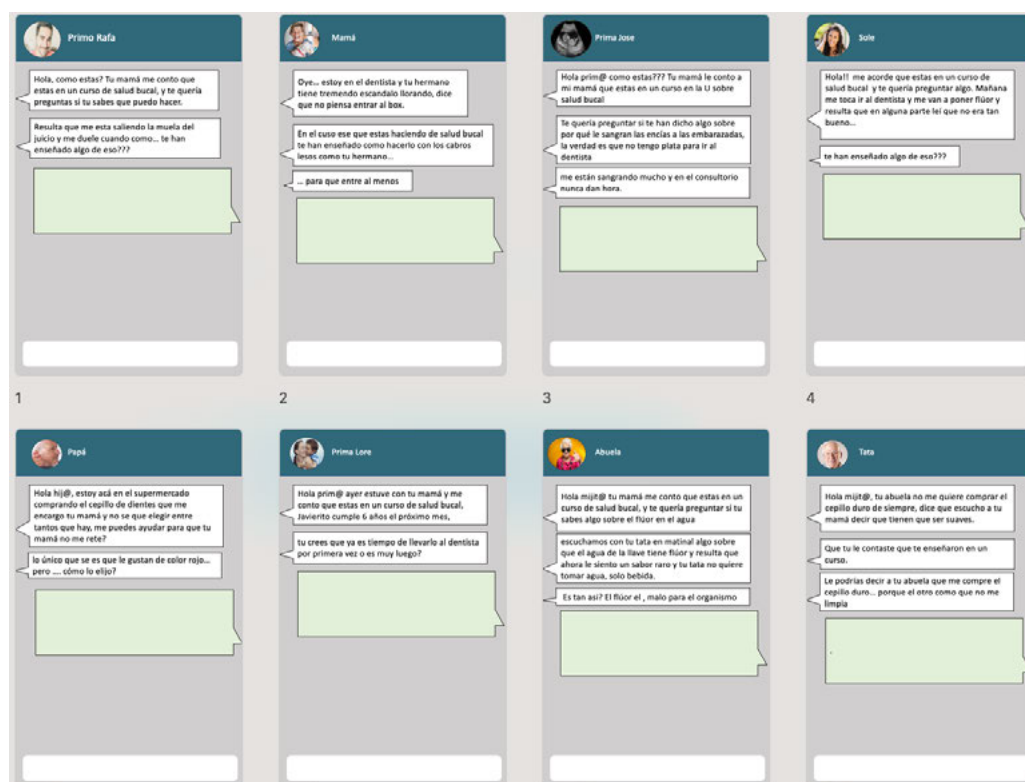 Primo Rafa
Hola, como estas? Tu mamá me conto que
estas en un curso de salud bucal, y te quería
preguntas si tu sabes que puedo hacer.
Resulta que me esta saliendo la muela del
juicio y me duele cuando como... te han
enseñado algo de eso???
1
Mamá
Oye... estoy en el dentista y tu hermano
tiene tremendo escandalo llorando, dice
que no piensa entrar al box.
En el cuso ese que estas haciendo de salud bucal
te han enseñado como hacerlo con los cabros
lesos como tu hermano...
... para que entre al menos
2
Prima Jose
Hola prim@ como estas??? Tu mamá le conto a
mi mamá que estas en un curso en la U sobre
salud bucal
Te quería preguntar si te han dicho algo sobre
por qué le sangran las encías a las embarazadas,
la verdad es que no tengo plata para ir al
dentista
me están sangrando mucho y en el consultorio
nunca dan hora.
3
Sole
Hola!! me acorde que estas en un curso de
salud bucal y te quería preguntar algo. Mañana
me toca ir al dentista y me van a poner flúor y
resulta que en alguna parte leí que no era tan
bueno...
te han enseñado algo de eso???
4
Papá
Hola hij@, estoy acá en el supermercado
comprando el cepillo de dientes que me
encargo tu mamá y no se que elegir entre
tantos que hay, me puedes ayudar para que tu
mamá no me rete?
lo único que se es que le gustan de color rojo...
pero .... cómo lo elijo?
Prima Lore
Hola prim@ ayer estuve con tu mamá y me
conto que estas en un curso de salud bucal,
Javierito cumple 6 años el próximo mes,
tu crees que ya es tiempo de llevarlo al dentista
por primera vez o es muy luego?
Abuela
Hola mijit@ tu mamá me conto que estas en un
curso de salud bucal, y te quería preguntar si tu
sabes algo sobre el flúor en el agua
escuchamos con tu tata en matinal algo sobre
que el agua de la llave tiene flúor y resulta que
ahora le siento un sabor raro y tu tata no quiere
tomar agua, solo bebida.
Es tan asi? El flúor el , malo para el organismo
Tata
Hola mijit@, tu abuela no me quiere comprar el
cepillo duro de siempre, dice que escucho a tu
mamá decir que tienen que ser suaves.
Que tu le contaste que te enseñaron en un
curso.
Le podrías decir a tu abuela que me compre el
cepillo duro... porque el otro como que no me
limpia